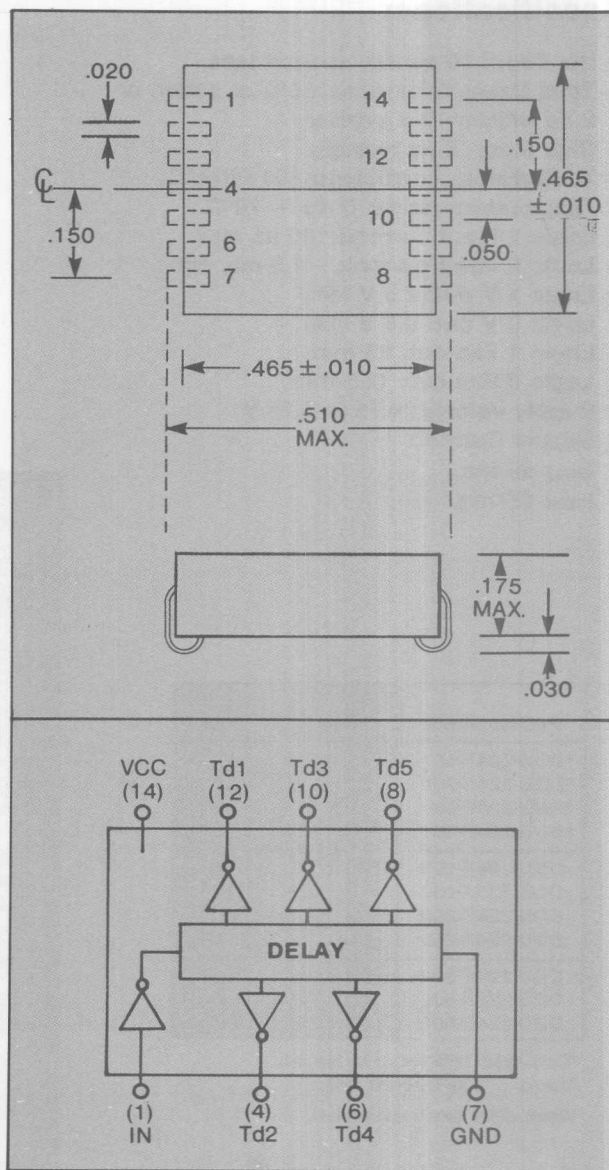 .020
1 14
12
.150
℄ 4
.465
± .010
.150
10
.050
6
7 8
.465 ± .010
.510
MAX.
.175
MAX.
.030
VCC Td1 Td3 Td5
(14) (12) (10) (8)
DELAY
(1) (4) (6) (7)
IN Td2 Td4 GND